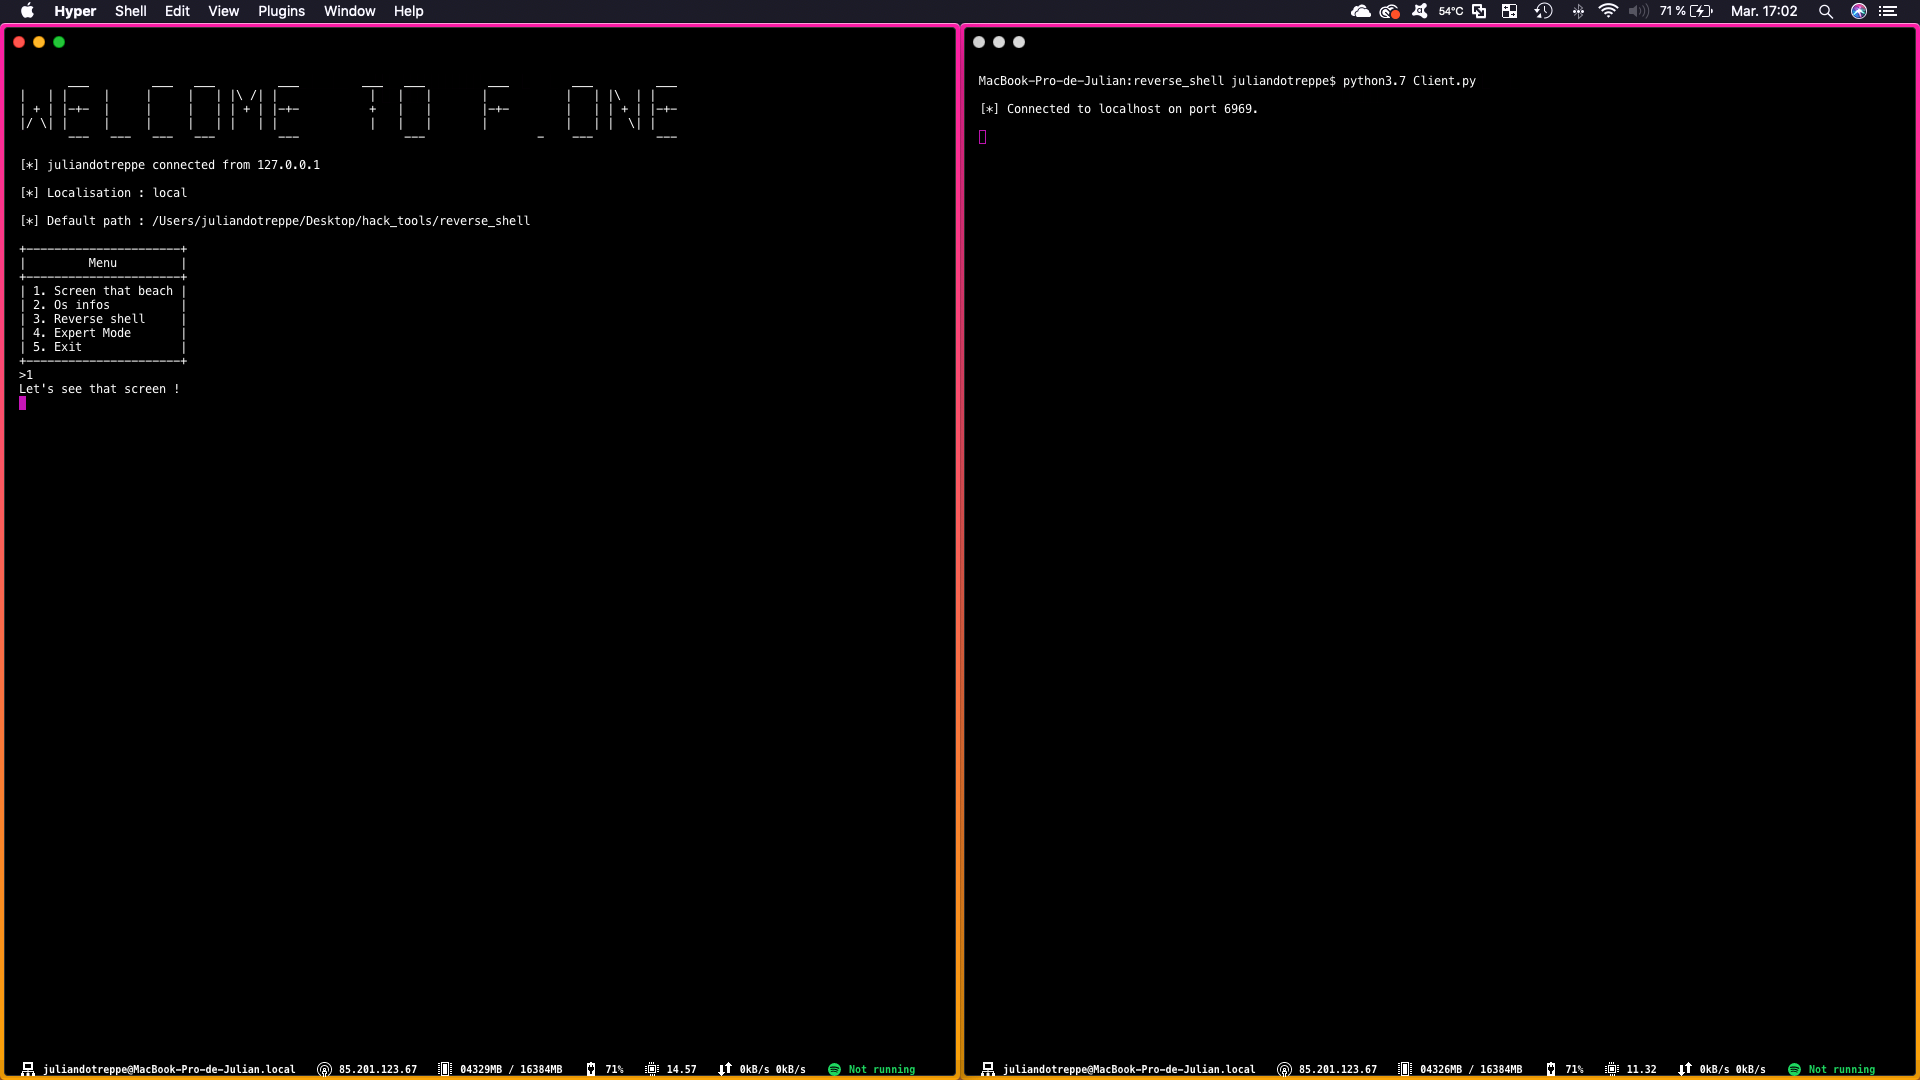 Hyper Shell Edit View Plugins Window Help 54°C 71 % Mar. 17:02
WELCOME TO F.ONE
[*] juliandotreppe connected from 127.0.0.1
[*] Localisation : local
[*] Default path : /Users/juliandotreppe/Desktop/hack_tools/reverse_shell
Menu
1. Screen that beach
2. Os infos
3. Reverse shell
4. Expert Mode
5. Exit
>1
Let's see that screen !
juliandotreppe@MacBook-Pro-de-Julian.local 85.201.123.67 04329MB / 16384MB 71% 14.57 0kB/s 0kB/s Not running
MacBook-Pro-de-Julian:reverse_shell juliandotreppe$ python3.7 Client.py
[*] Connected to localhost on port 6969.
juliandotreppe@MacBook-Pro-de-Julian.local 85.201.123.67 04326MB / 16384MB 71% 11.32 0kB/s 0kB/s Not running